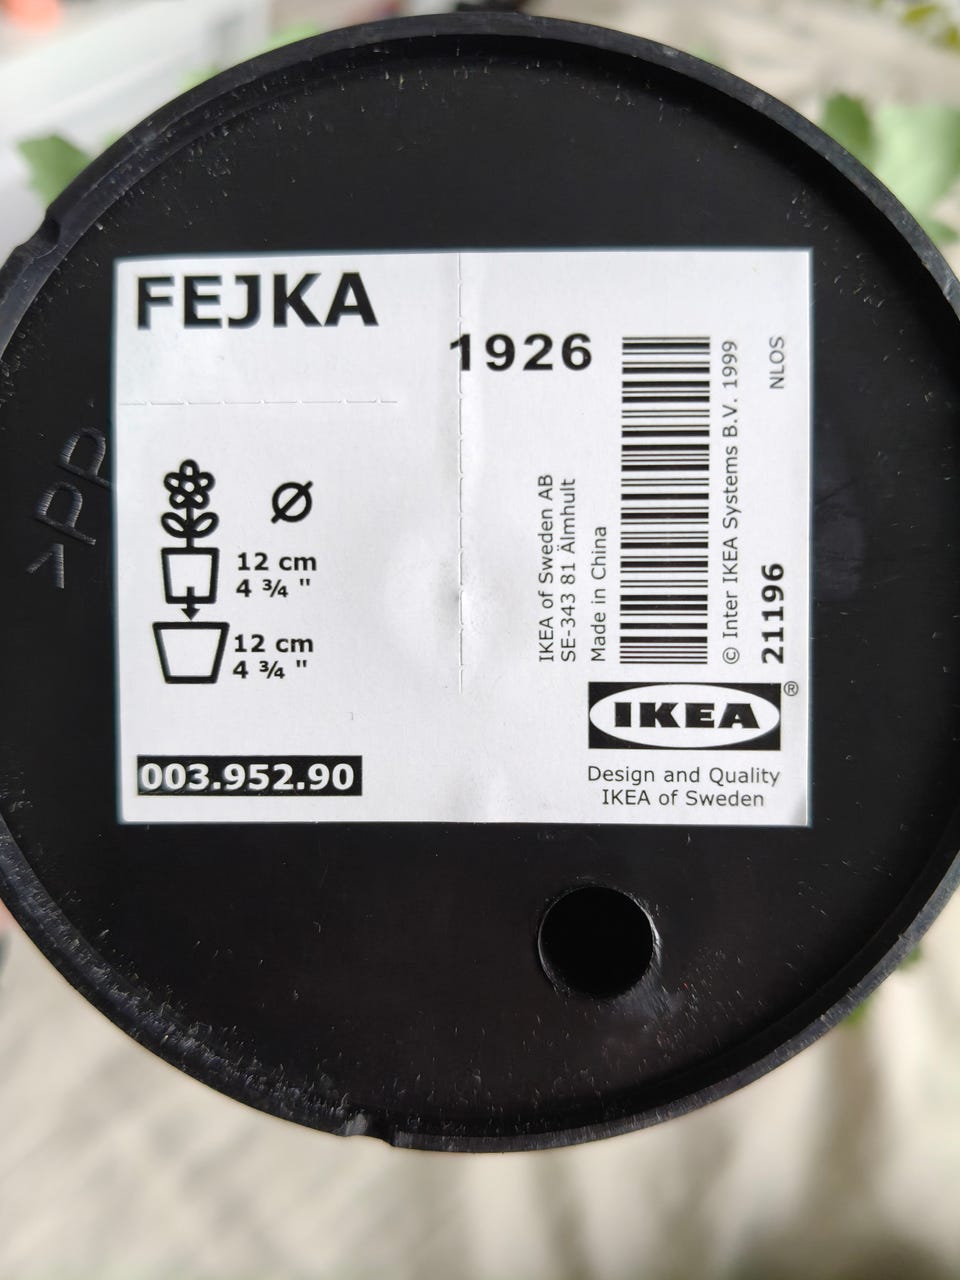 FEJKA
1926
NLOS
Ø
12 cm
4 ¾ "
12 cm
4 ¾ "
003.952.90
IKEA of Sweden AB
SE-343 81 Älmhult
Made in China
© Inter IKEA Systems B.V. 1999
21196
IKEA®
Design and Quality
IKEA of Sweden
>PP